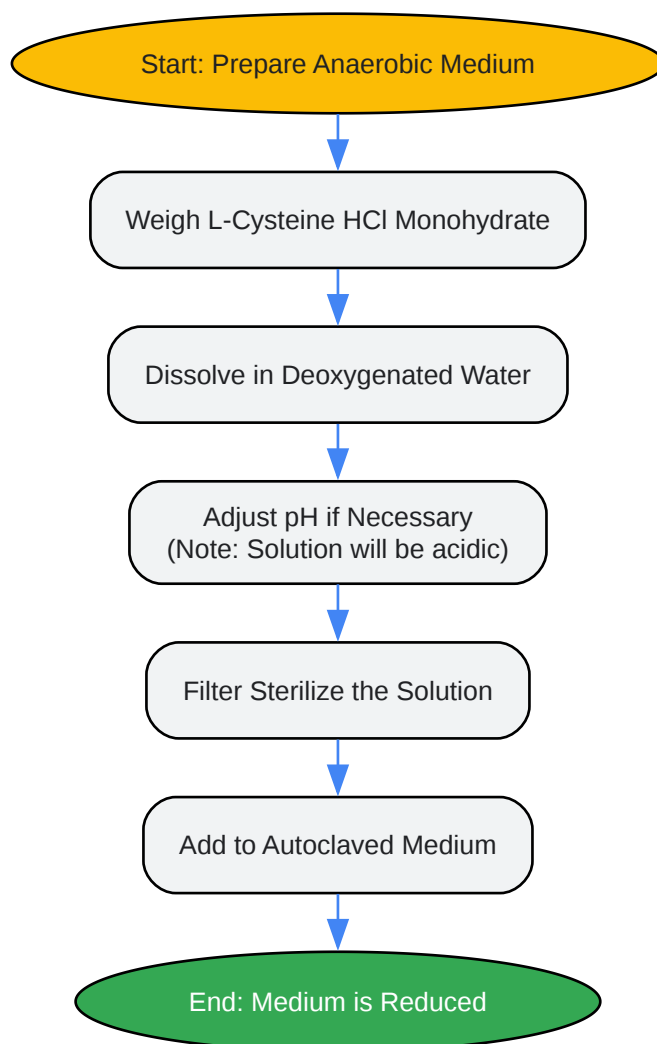 Start: Prepare Anaerobic Medium
Weigh L-Cysteine HCl Monohydrate
Dissolve in Deoxygenated Water
Adjust pH if Necessary
(Note: Solution will be acidic)
Filter Sterilize the Solution
Add to Autoclaved Medium
End: Medium is Reduced